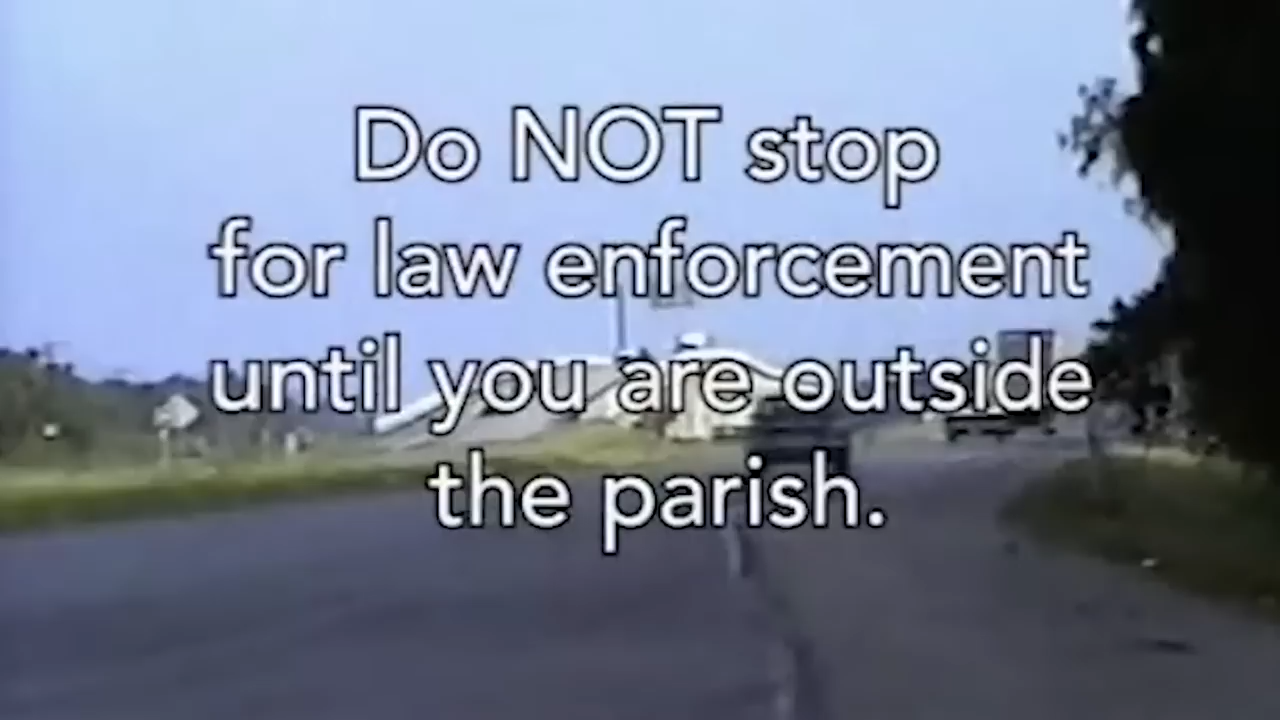 Do NOT stop
for law enforcement
until you are outside
the parish.